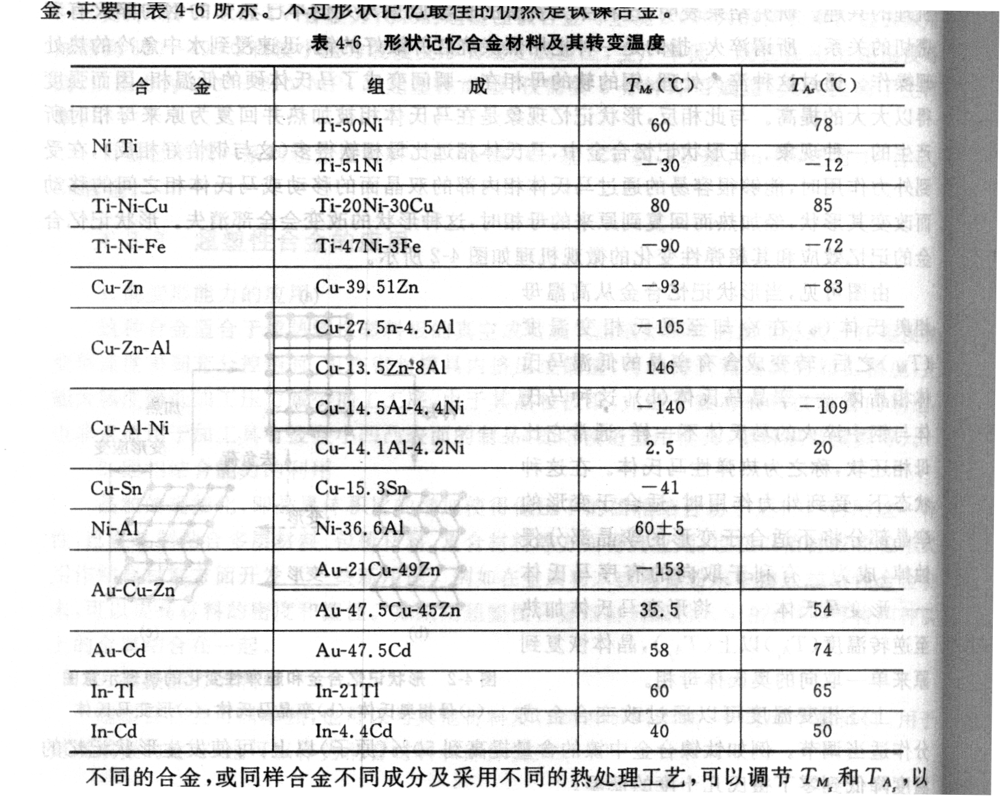 金,主要由表 4-6 所示。不过形状记忆最佳的仍然是钛镍合金。
表 4-6 形状记忆合金材料及其转变温度
合 金 组 成 TMs(℃) TAs(℃)
Ni Ti Ti-50Ni 60 78
Ti-51Ni －30 －12
Ti-Ni-Cu Ti-20Ni-30Cu 80 85
Ti-Ni-Fe Ti-47Ni-3Fe －90 －72
Cu-Zn Cu-39.51Zn －93 －83
Cu-Zn-Al Cu-27.5n-4.5Al －105
Cu-13.5Zn-8Al 146
Cu-Al-Ni Cu-14.5Al-4.4Ni －140 －109
Cu-14.1Al-4.2Ni 2.5 20
Cu-Sn Cu-15.3Sn －41
Ni-Al Ni-36.6Al 60±5
Au-Cu-Zn Au-21Cu-49Zn －153
Au-47.5Cu-45Zn 35.5 54
Au-Cd Au-47.5Cd 58 74
In-Tl In-21Tl 60 65
In-Cd In-4.4Cd 40 50
不同的合金,或同样合金不同成分及采用不同的热处理工艺,可以调节 TMs 和 TAs,以